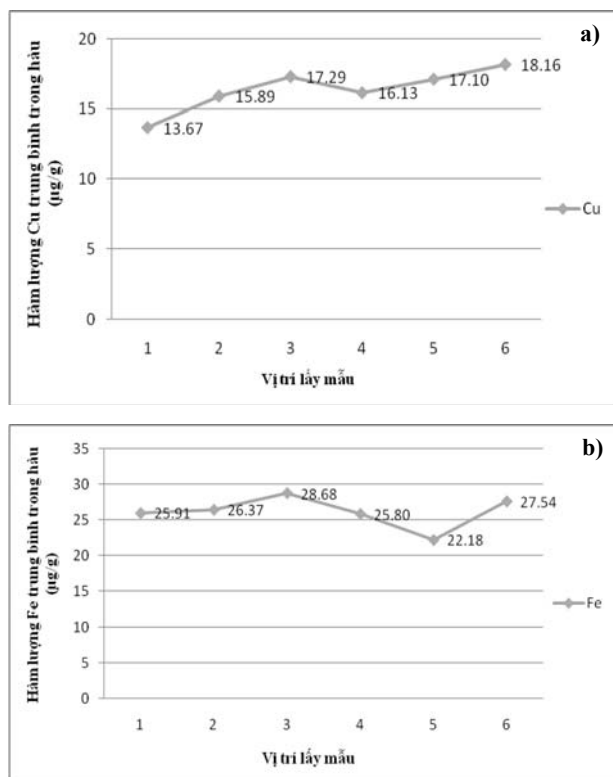 a)
Hàm lượng Cu trung bình trong hàu
(µg/g)
20
15
10
5
0
13.67
15.89
17.29
16.13
17.10
18.16
Cu
1 2 3 4 5 6
Vị trí lấy mẫu
b)
Hàm lượng Fe trung bình trong hàu
(µg/g)
35
30
25
20
15
10
5
0
25.91
26.37
28.68
25.80
22.18
27.54
Fe
1 2 3 4 5 6
Vị trí lấy mẫu